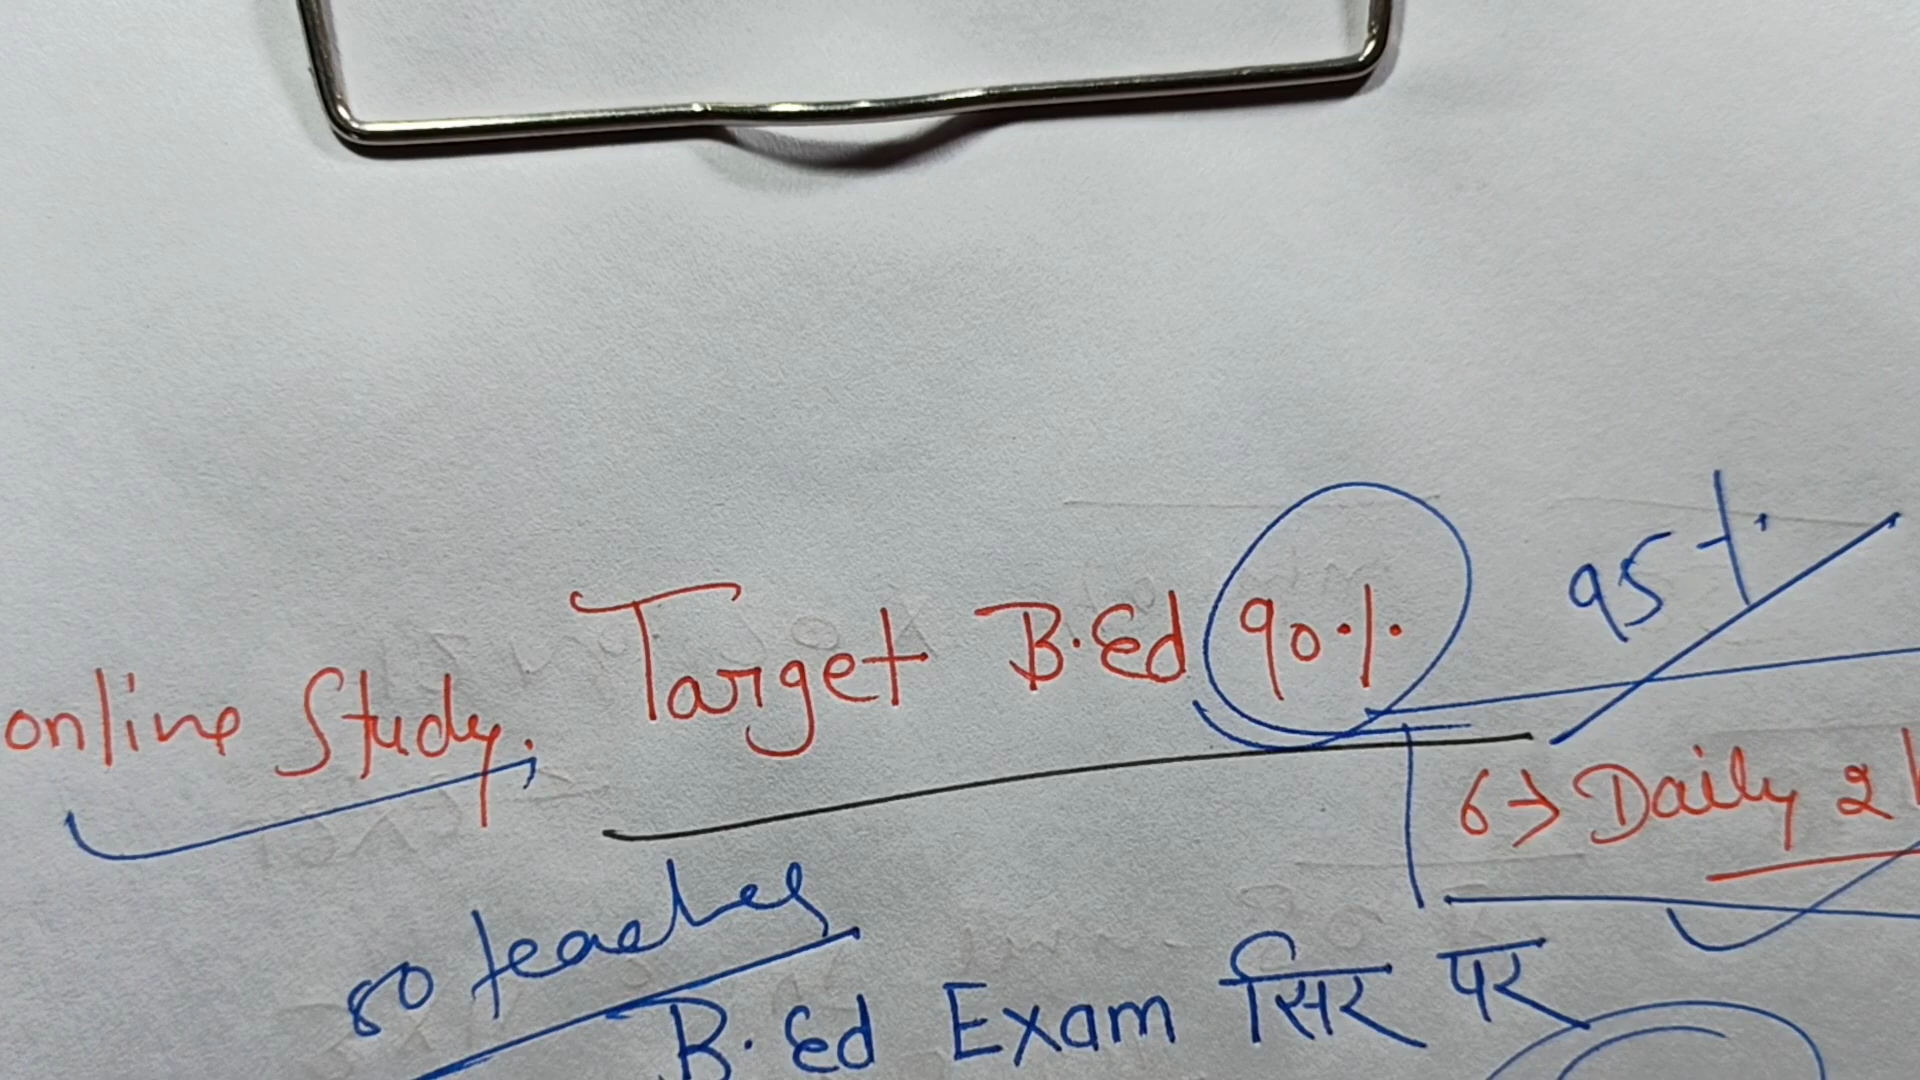 95%
online Study. Target B.Ed 90%
6→ Daily 2
80 teacher
B.Ed Exam सिर पर